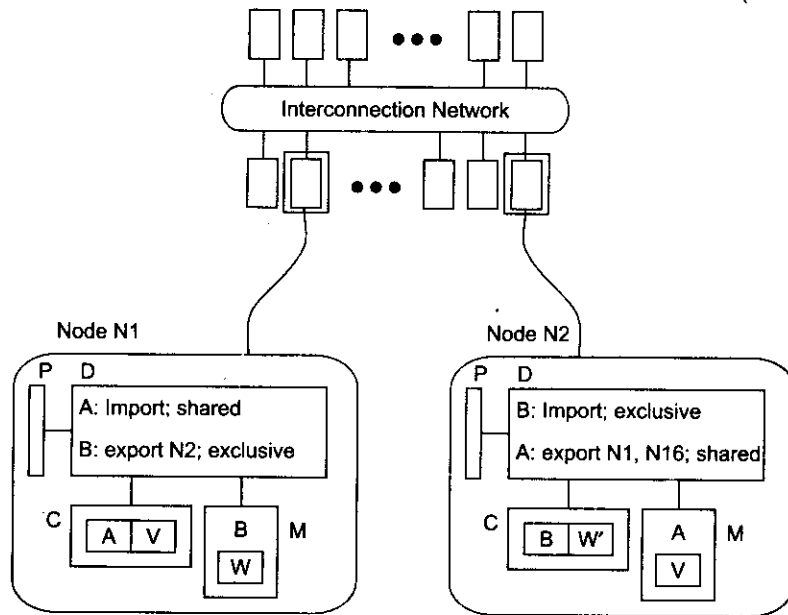 Interconnection Network
Node N1
P D
A: Import; shared
B: export N2; exclusive
C
A V
B
W
M
Node N2
P D
B: Import; exclusive
A: export N1, N16; shared
C
B W'
A
V
M